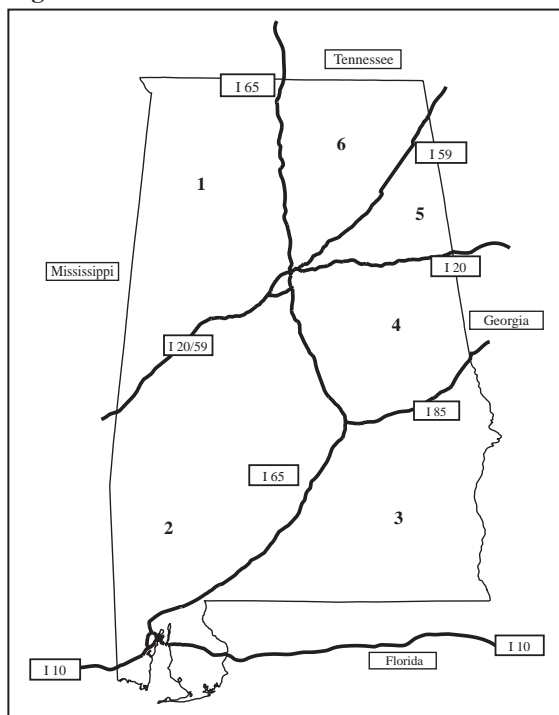 Tennessee
I 65
6
I 59
1
5
Mississippi
I 20
4
Georgia
I 20/59
I 85
I 65
3
2
I 10
Florida
I 10